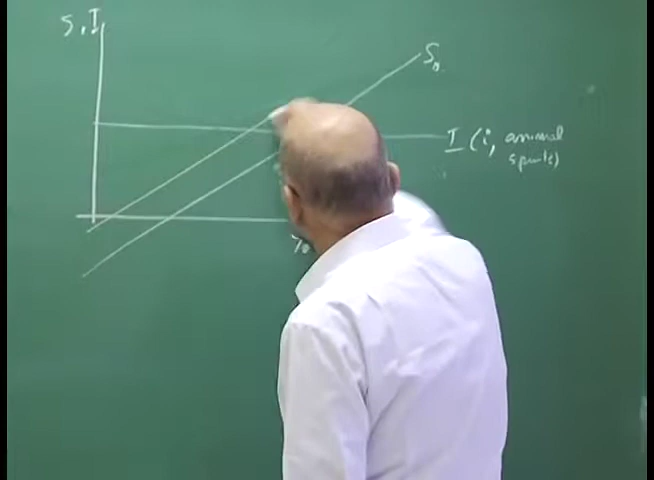 S, I
S₀
I (i, animal
spirits)
Y₀